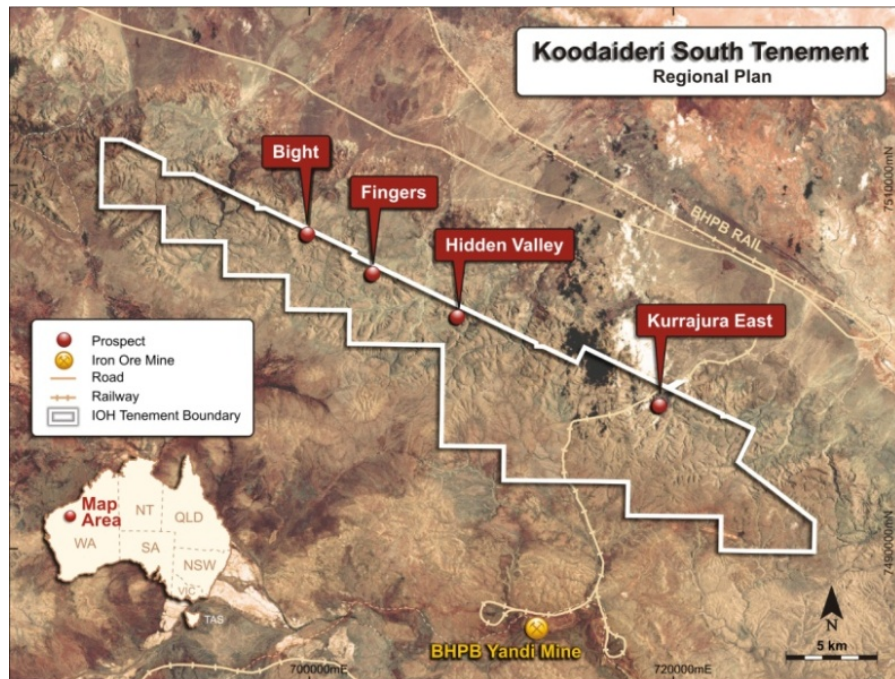 Koodaideri South Tenement
Regional Plan
Bight
Fingers
Hidden Valley
Kurrajura East
BHPB RAIL
7510000mN
Prospect
Iron Ore Mine
Road
Railway
IOH Tenement Boundary
Map
Area
NT
QLD
WA
SA
NSW
VIC
TAS
BHPB Yandi Mine
700000mE
720000mE
N
5 km